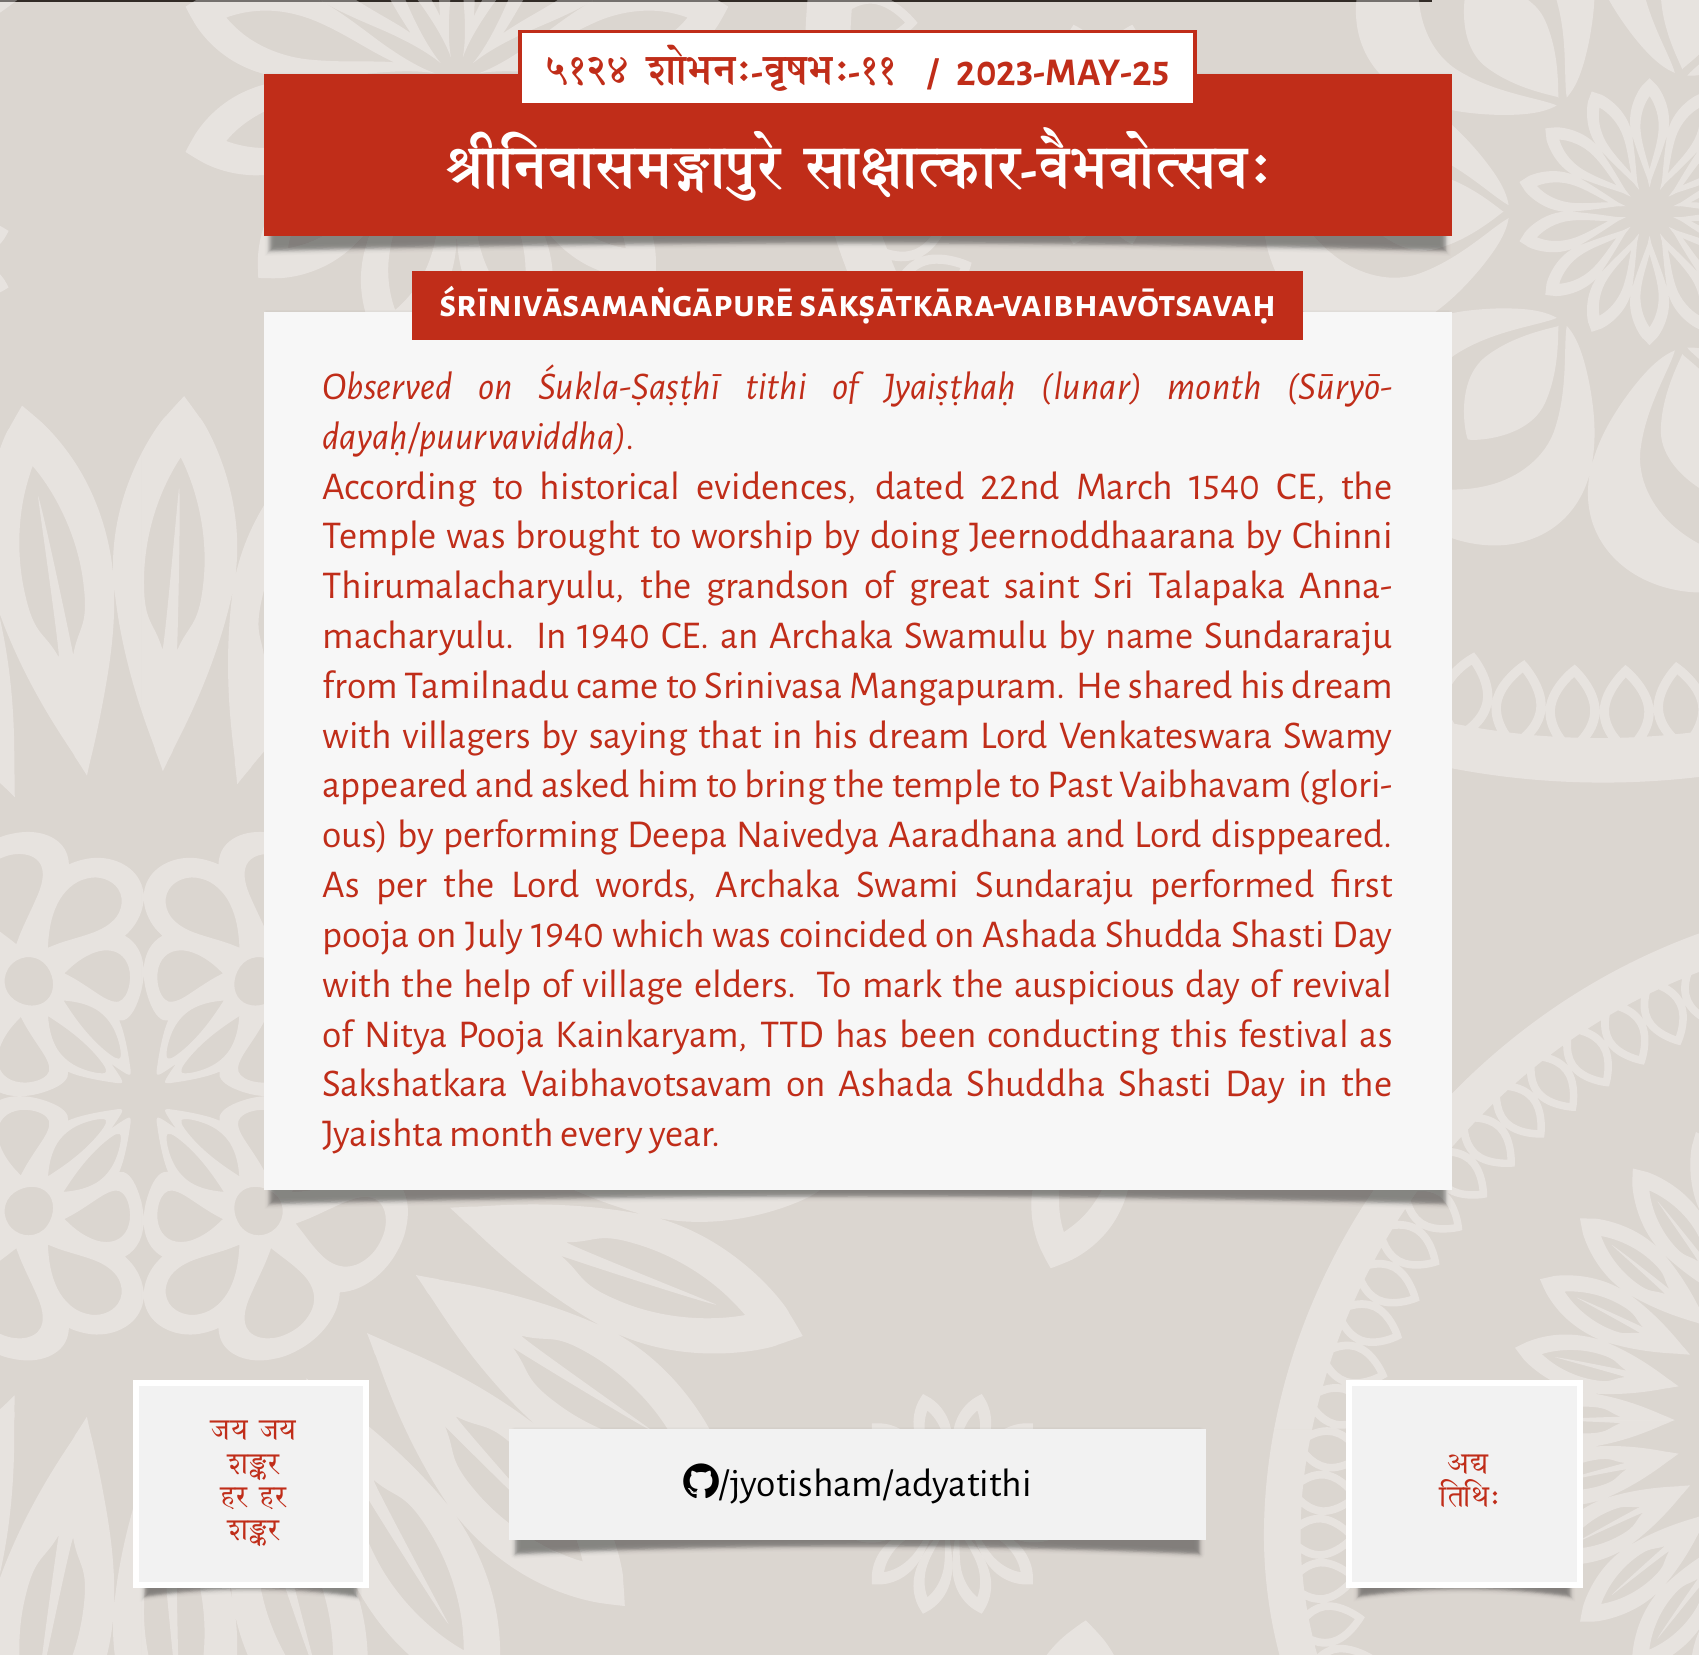 ५१२४ शोभनः-वृषभः-११ / 2023-MAY-25
श्रीनिवासमङ्गापुरे साक्षात्कार-वैभवोत्सवः
ŚRĪNIVĀSAMAṄGĀPURĒ SĀKṢĀTKĀRA-VAIBHAVŌTSAVAḤ
Observed on Śukla-Ṣaṣṭhī tithi of Jyaiṣṭhaḥ (lunar) month (Sūryō-
dayaḥ/puurvaviddha).
According to historical evidences, dated 22nd March 1540 CE, the
Temple was brought to worship by doing Jeernoddhaarana by Chinni
Thirumalacharyulu, the grandson of great saint Sri Talapaka Anna-
macharyulu. In 1940 CE. an Archaka Swamulu by name Sundararaju
from Tamilnadu came to Srinivasa Mangapuram. He shared his dream
with villagers by saying that in his dream Lord Venkateswara Swamy
appeared and asked him to bring the temple to Past Vaibhavam (glori-
ous) by performing Deepa Naivedya Aaradhana and Lord disppeared.
As per the Lord words, Archaka Swami Sundaraju performed first
pooja on July 1940 which was coincided on Ashada Shudda Shasti Day
with the help of village elders. To mark the auspicious day of revival
of Nitya Pooja Kainkaryam, TTD has been conducting this festival as
Sakshatkara Vaibhavotsavam on Ashada Shuddha Shasti Day in the
Jyaishta month every year.
जय जय
शङ्कर
हर हर
शङ्कर
/jyotisham/adyatithi
अद्य
तिथिः